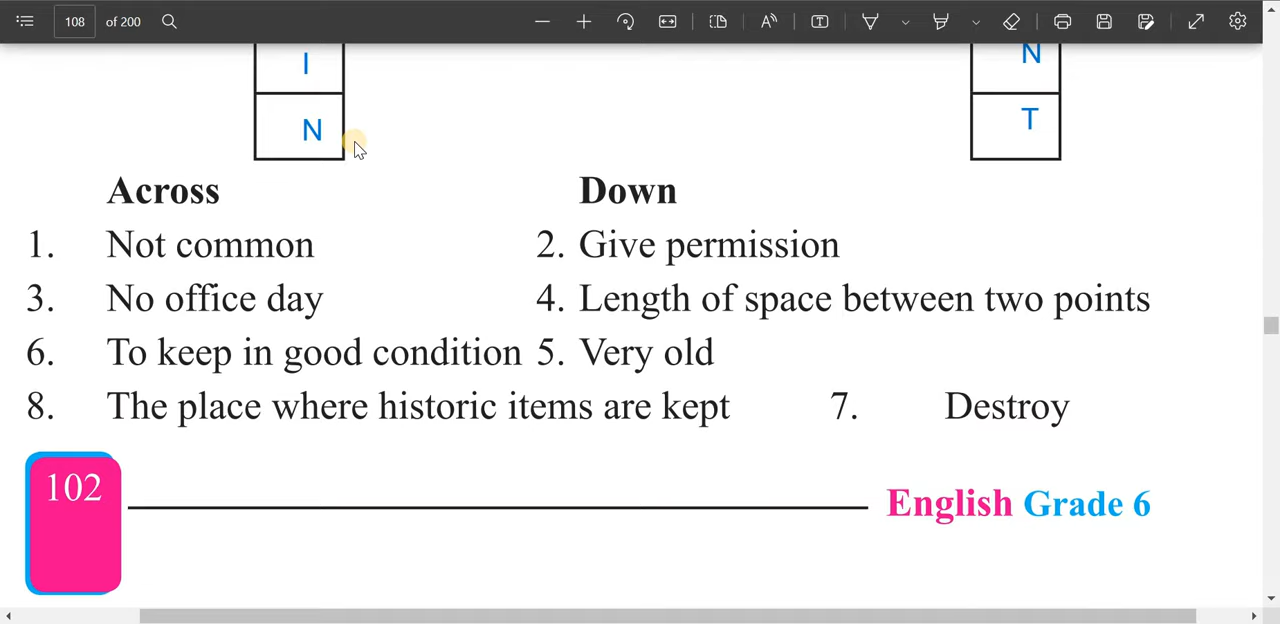 108 of 200
I
N
N
T
Across Down
1. Not common 2. Give permission
3. No office day 4. Length of space between two points
6. To keep in good condition 5. Very old
8. The place where historic items are kept 7. Destroy
102
English Grade 6